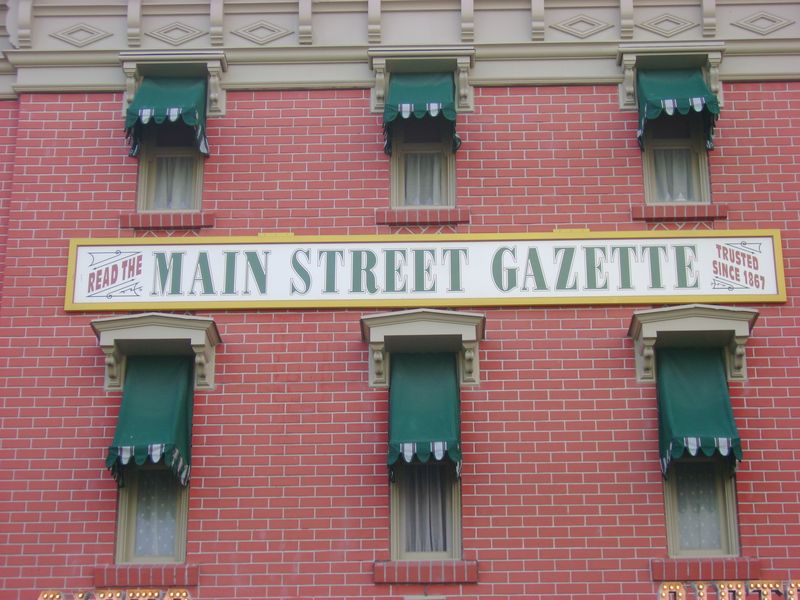 READ THE
MAIN STREET GAZETTE
TRUSTED
SINCE 1867